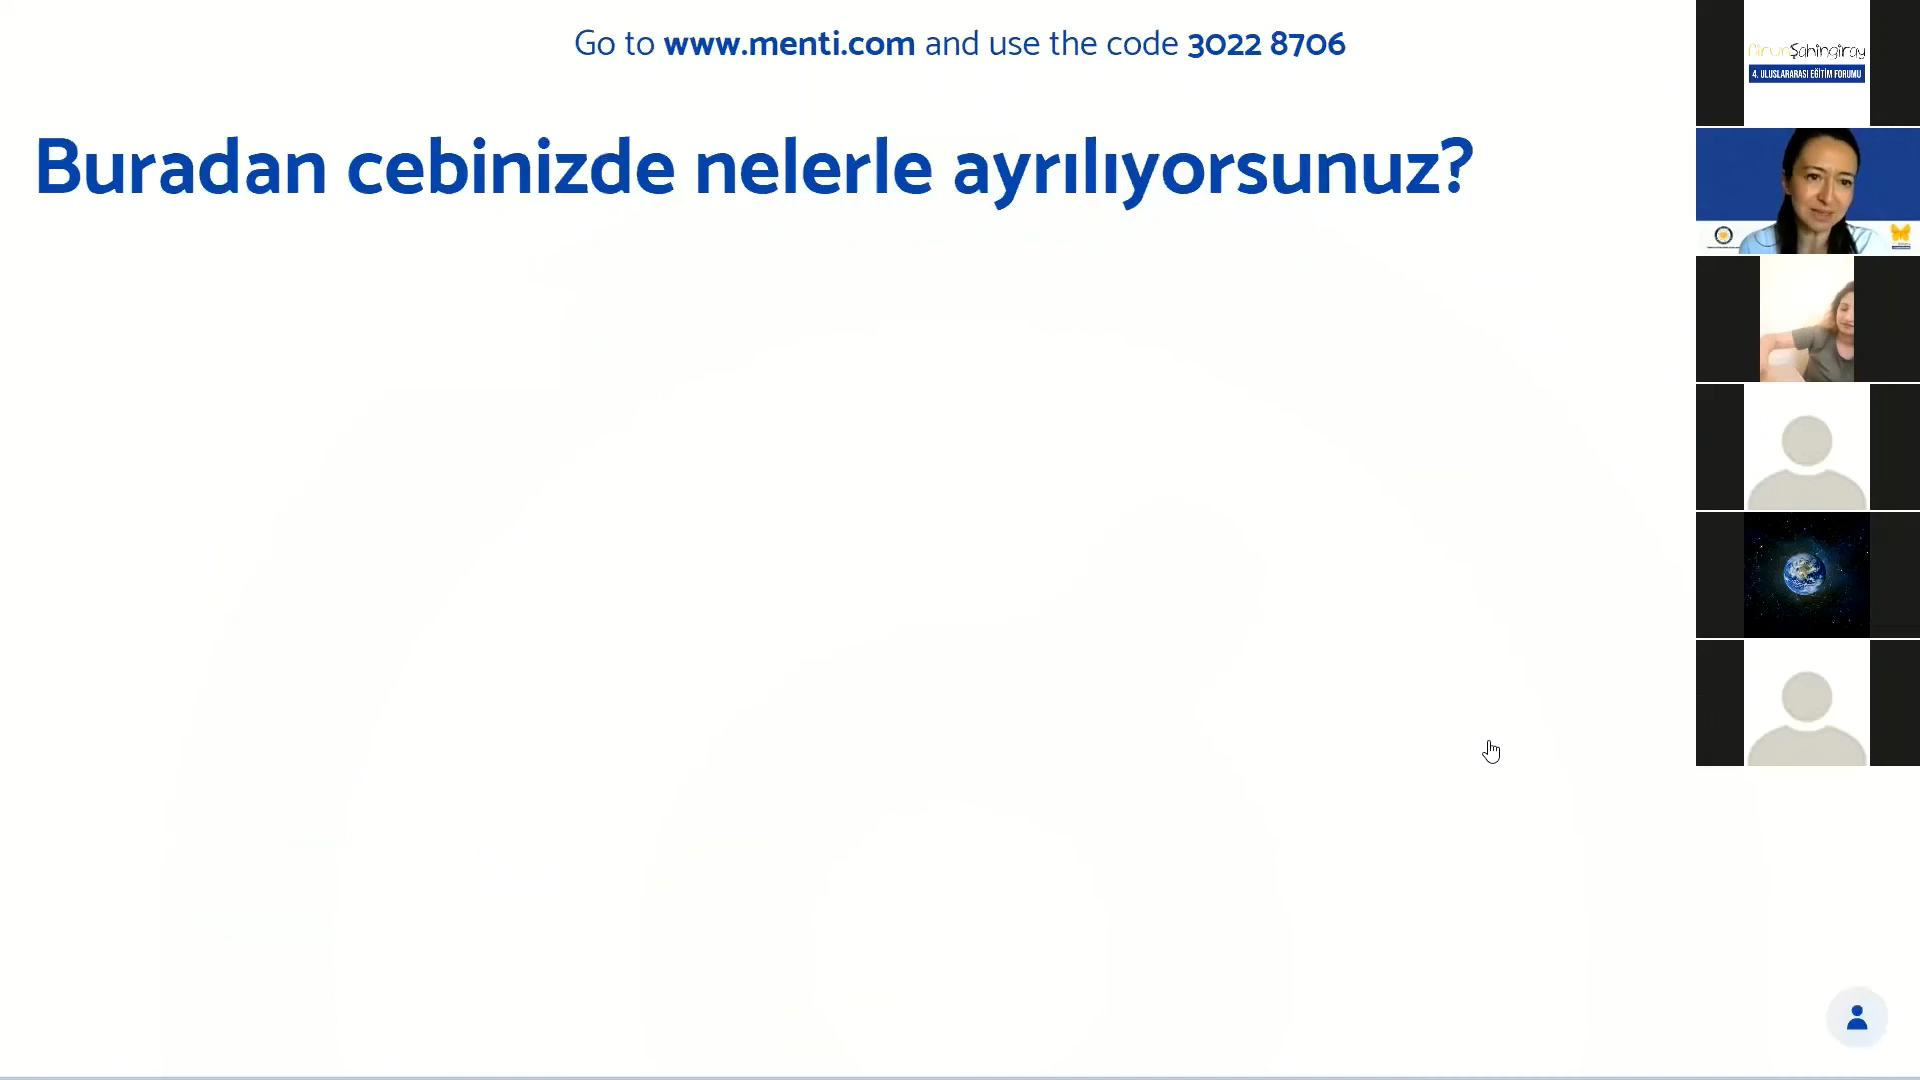 Go to www.menti.com and use the code 3022 8706
Buradan cebinizde nelerle ayrılıyorsunuz?
FirunŞahingiray
4. ULUSLARARASI EĞİTİM FORUMU